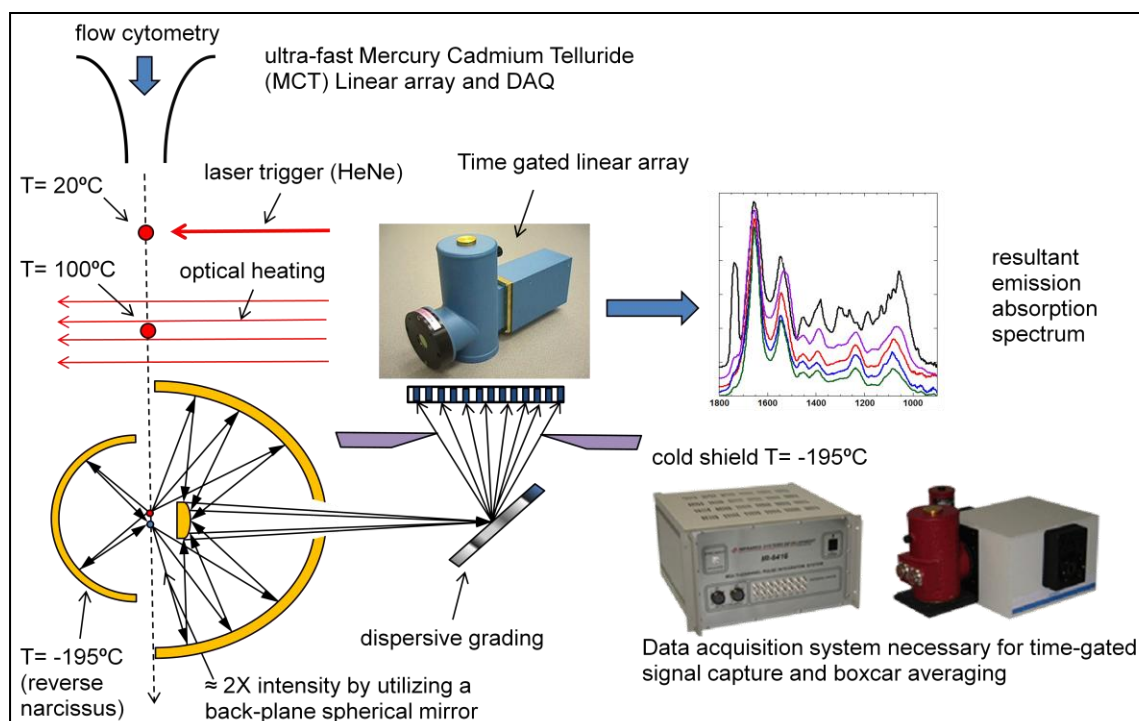 flow cytometry
ultra-fast Mercury Cadmium Telluride
(MCT) Linear array and DAQ
Time gated linear array
laser trigger (HeNe)
T= 20ºC
T= 100ºC
optical heating
resultant
emission
absorption
spectrum
1800 1600 1400 1200 1000
cold shield T= -195ºC
dispersive grading
T= -195ºC
(reverse
narcissus)
≈ 2X intensity by utilizing a
back-plane spherical mirror
Data acquisition system necessary for time-gated
signal capture and boxcar averaging